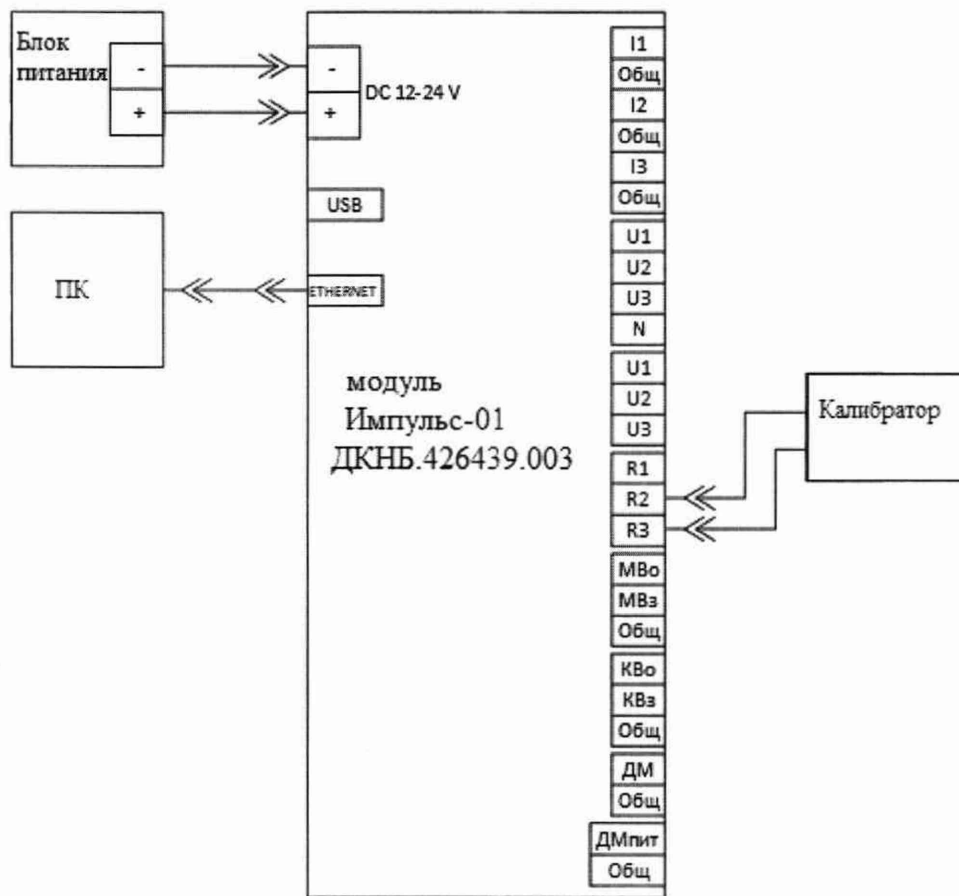 Блок
питания
-
+
-
+
DC 12-24 V
USB
ETHERNET
ПК
модуль
Импульс-01
ДКНБ.426439.003
I1
Общ
I2
Общ
I3
Общ
U1
U2
U3
N
U1
U2
U3
R1
R2
R3
МВо
МВз
Общ
КВо
КВз
Общ
ДМ
Общ
ДМпит
Общ
Калибратор